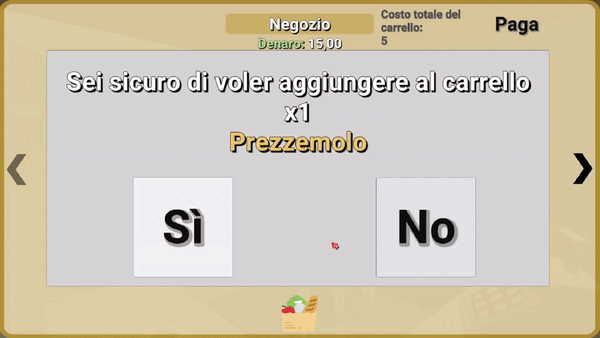 Negozio
Denaro: 15,00
Costo totale del
carrello:
5
Paga
Sei sicuro di voler aggiungere al carrello
x1
Prezzemolo
Sì
No